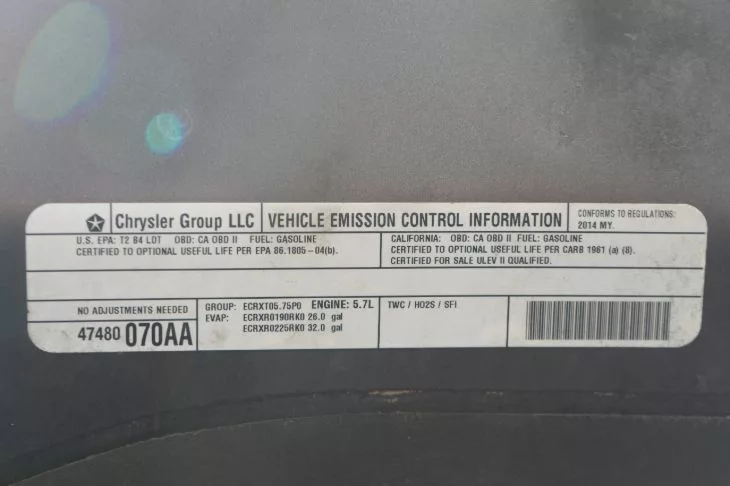 Chrysler Group LLC
VEHICLE EMISSION CONTROL INFORMATION
CONFORMS TO REGULATIONS:
2014 MY.
U.S. EPA: T2 B4 LDT OBD: CA OBD II FUEL: GASOLINE
CERTIFIED TO OPTIONAL USEFUL LIFE PER EPA 86.1805-04(b).
CALIFORNIA: OBD: CA OBD II FUEL: GASOLINE
CERTIFIED TO OPTIONAL USEFUL LIFE PER CARB 1961 (a) (8).
CERTIFIED FOR SALE ULEV II QUALIFIED.
NO ADJUSTMENTS NEEDED
47480 070AA
GROUP: ECRXT05.75P0 ENGINE: 5.7L
EVAP: ECRXR0190RK0 26.0 gal
ECRXR0225RK0 32.0 gal
TWC / HO2S / SFI